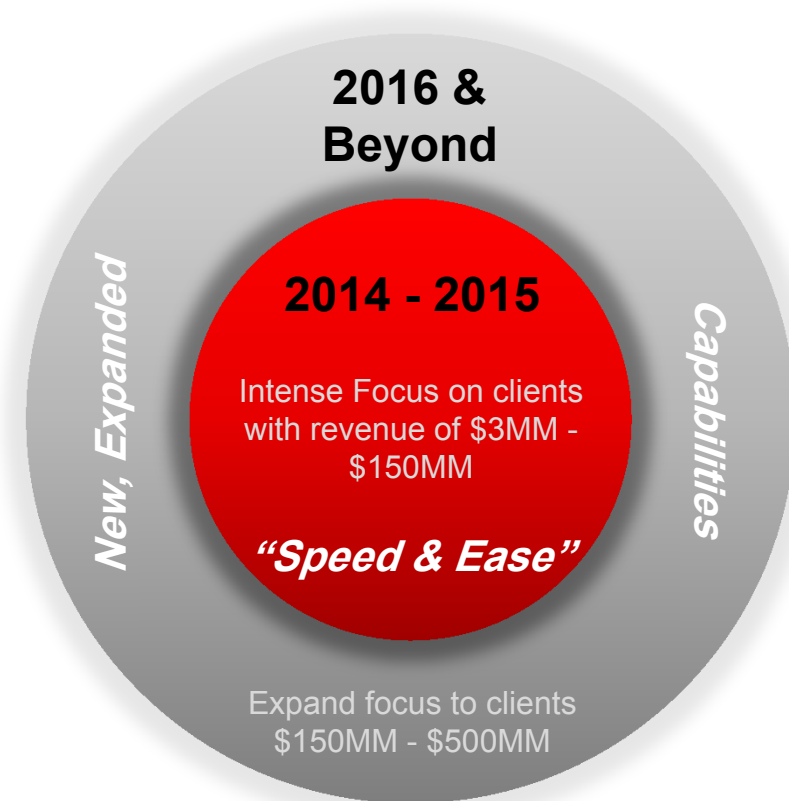 2016 &
Beyond
New, Expanded
Capabilities
2014 - 2015
Intense Focus on clients
with revenue of $3MM -
$150MM
“Speed & Ease”
Expand focus to clients
$150MM - $500MM